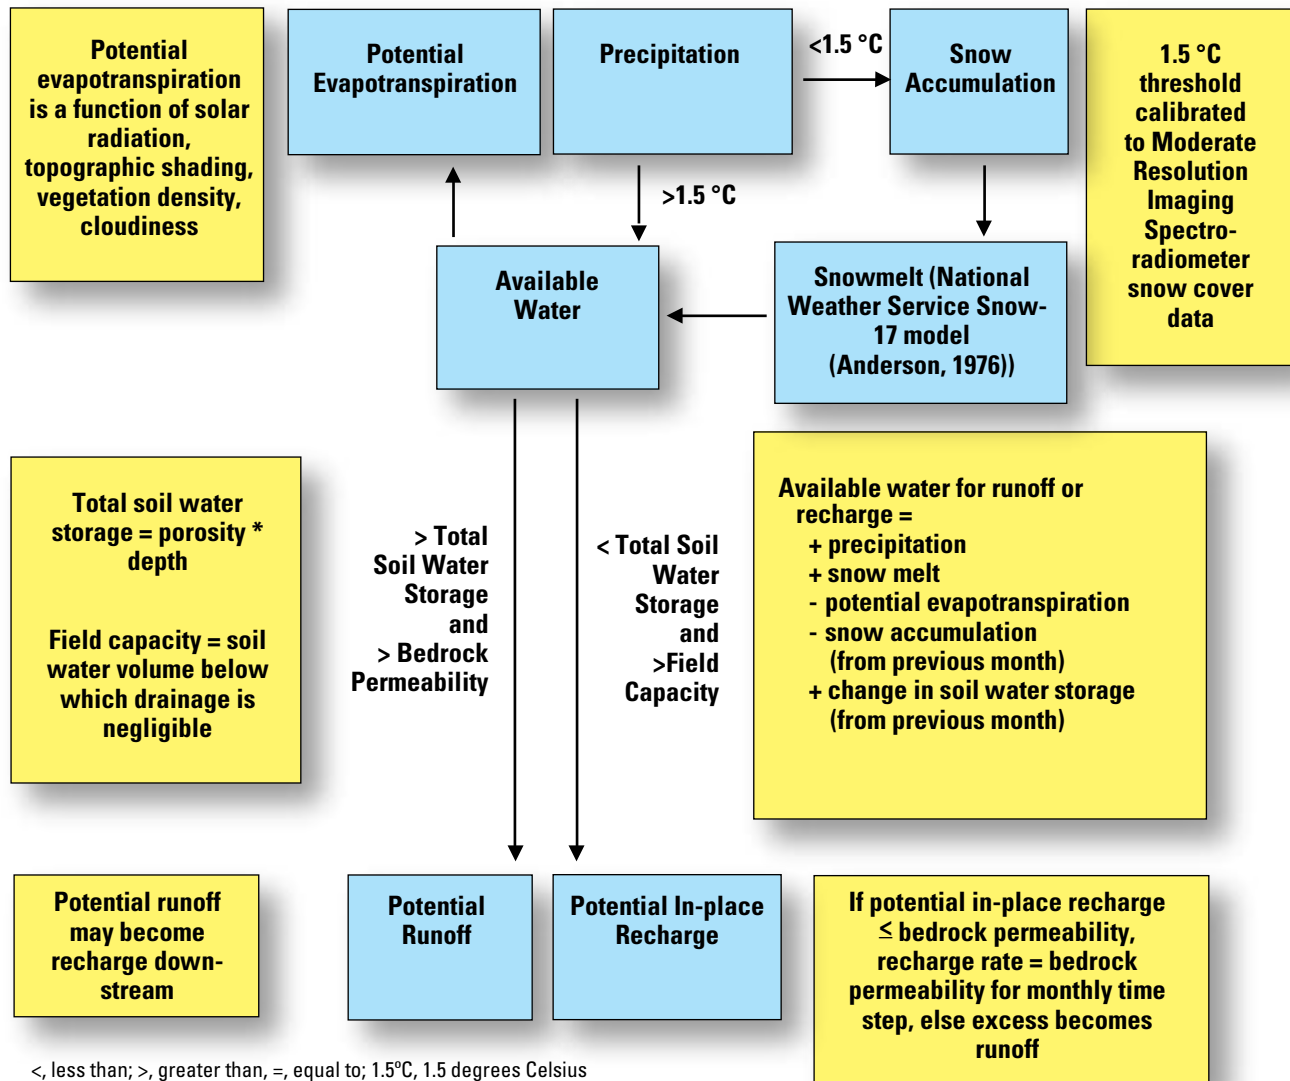 Potential
evapotranspiration
is a function of solar
radiation,
topographic shading,
vegetation density,
cloudiness
Potential
Evapotranspiration
Precipitation
<1.5 °C
Snow
Accumulation
1.5 °C
threshold
calibrated
to Moderate
Resolution
Imaging
Spectro-
radiometer
snow cover
data
>1.5 °C
Available
Water
Snowmelt (National
Weather Service Snow-
17 model
(Anderson, 1976))
Total soil water
storage = porosity *
depth
Field capacity = soil
water volume below
which drainage is
negligible
> Total
Soil Water
Storage
and
> Bedrock
Permeability
< Total Soil
Water
Storage
and
>Field
Capacity
Available water for runoff or
recharge =
+ precipitation
+ snow melt
- potential evapotranspiration
- snow accumulation
(from previous month)
+ change in soil water storage
(from previous month)
Potential runoff
may become
recharge down-
stream
Potential
Runoff
Potential In-place
Recharge
If potential in-place recharge
≤ bedrock permeability,
recharge rate = bedrock
permeability for monthly time
step, else excess becomes
runoff
<, less than; >, greater than, =, equal to; 1.5ºC, 1.5 degrees Celsius